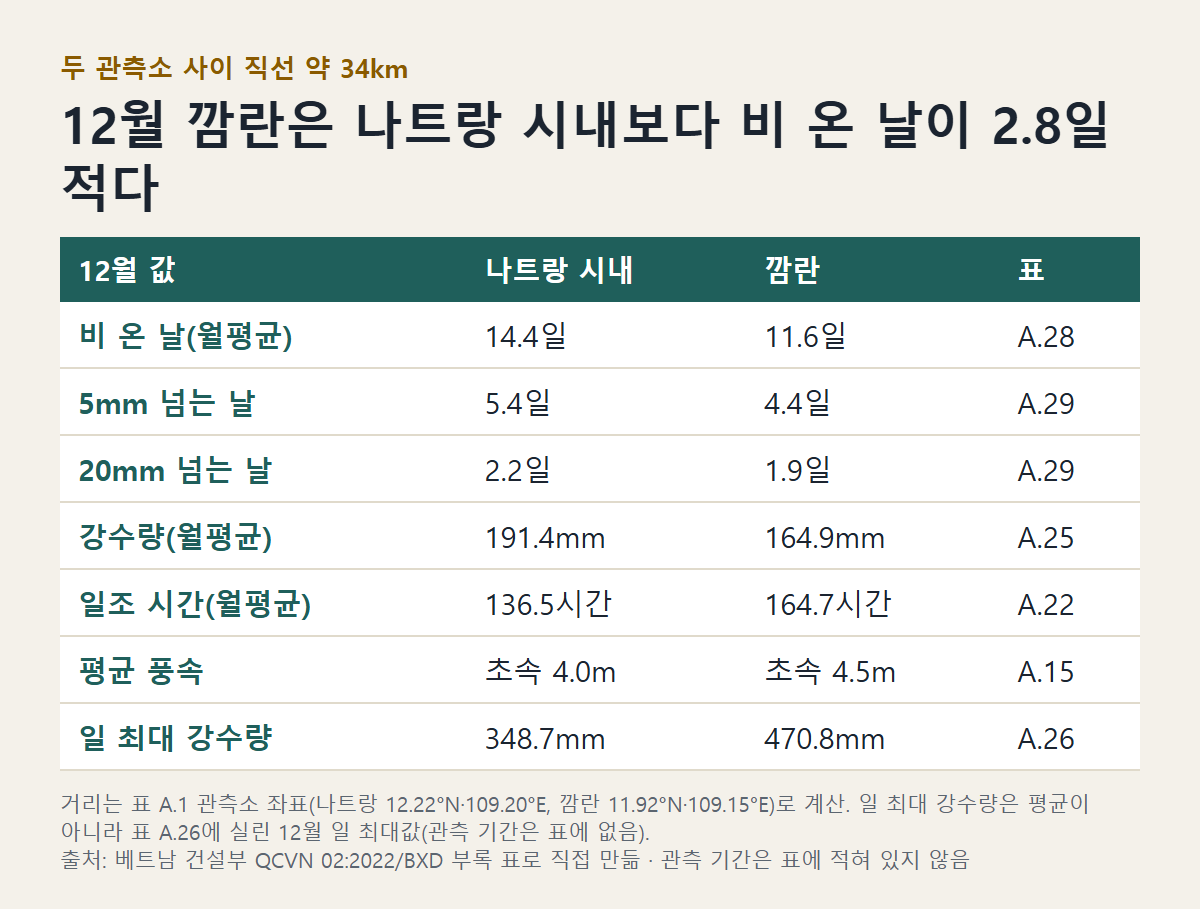 두 관측소 사이 직선 약 34km
12월 깜란은 나트랑 시내보다 비 온 날이 2.8일
적다
12월 값 나트랑 시내 깜란 표
비 온 날(월평균) 14.4일 11.6일 A.28
5mm 넘는 날 5.4일 4.4일 A.29
20mm 넘는 날 2.2일 1.9일 A.29
강수량(월평균) 191.4mm 164.9mm A.25
일조 시간(월평균) 136.5시간 164.7시간 A.22
평균 풍속 초속 4.0m 초속 4.5m A.15
일 최대 강수량 348.7mm 470.8mm A.26
거리는 표 A.1 관측소 좌표(나트랑 12.22°N·109.20°E, 깜란 11.92°N·109.15°E)로 계산. 일 최대 강수량은 평균이
아니라 표 A.26에 실린 12월 일 최대값(관측 기간은 표에 없음).
출처: 베트남 건설부 QCVN 02:2022/BXD 부록 표로 직접 만듦 · 관측 기간은 표에 적혀 있지 않음